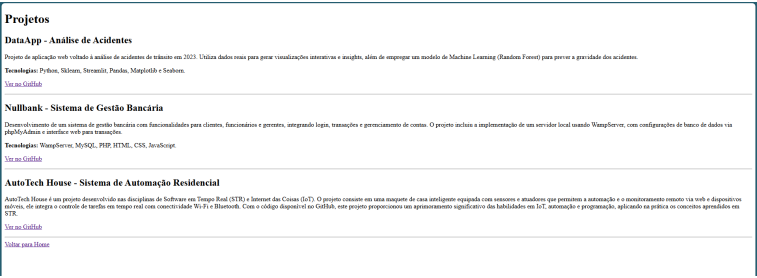 Projetos
DataApp - Análise de Acidentes
Projeto de aplicação web voltado à análise de acidentes de trânsito em 2023. Utiliza dados reais para gerar visualizações interativas e insights, além de empregar um modelo de Machine Learning (Random Forest) para prever a gravidade dos acidentes.
Tecnologias: Python, Sklearn, Streamlit, Pandas, Matplotlib e Seaborn.
Ver no GitHub
Nullbank - Sistema de Gestão Bancária
Desenvolvimento de um sistema de gestão bancária com funcionalidades para clientes, funcionários e gerentes, integrando login, transações e gerenciamento de contas. O projeto incluiu a implementação de um servidor local usando WampServer, com configurações de banco de dados via
phpMyAdmin e interface web para transações.
Tecnologias: WampServer, MySQL, PHP, HTML, CSS, JavaScript.
Ver no GitHub
AutoTech House - Sistema de Automação Residencial
AutoTech House é um projeto desenvolvido nas disciplinas de Software em Tempo Real (STR) e Internet das Coisas (IoT). O projeto consiste em uma maquete de casa inteligente equipada com sensores e atuadores que permitem a automação e o monitoramento remoto via web e dispositivos
móveis, ele integra o controle de tarefas em tempo real com conectividade Wi-Fi e Bluetooth. Com o código disponível no GitHub, este projeto proporcionou um aprimoramento significativo das habilidades em IoT, automação e programação, aplicando na prática os conceitos aprendidos em
STR.
Ver no GitHub
Voltar para Home